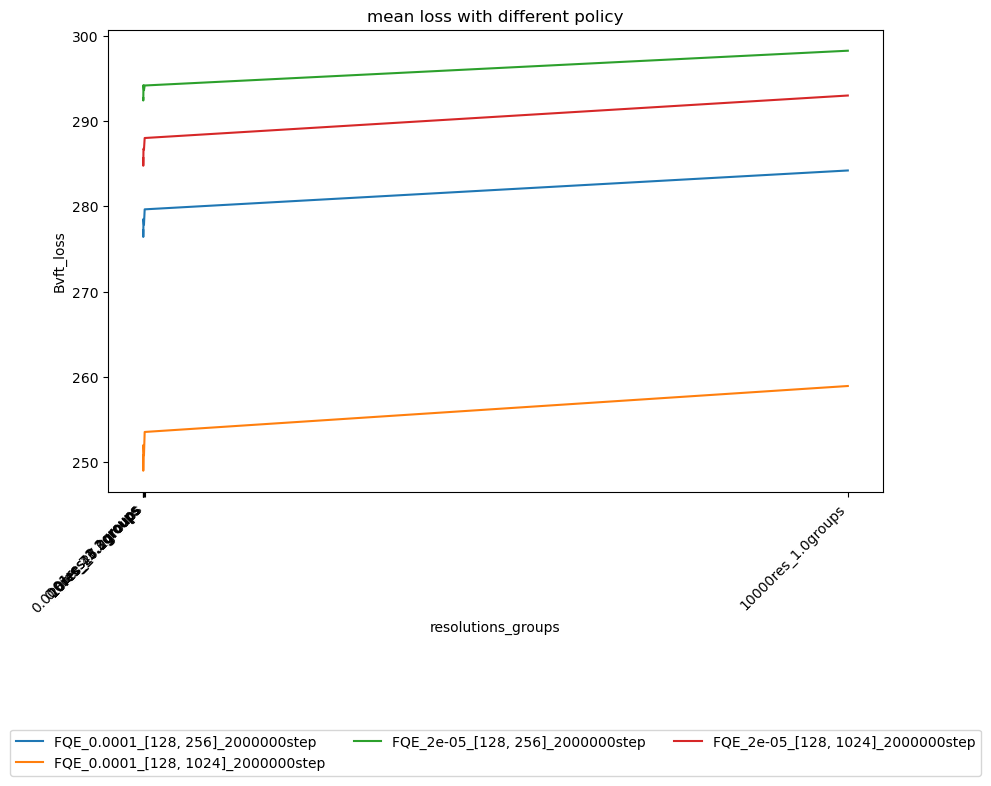 mean loss with different policy
300
290
280
270
260
250
Bvft_loss
10000res_1.0groups
resolutions_groups
FQE_0.0001_[128, 256]_2000000step
FQE_0.0001_[128, 1024]_2000000step
FQE_2e-05_[128, 256]_2000000step
FQE_2e-05_[128, 1024]_2000000step